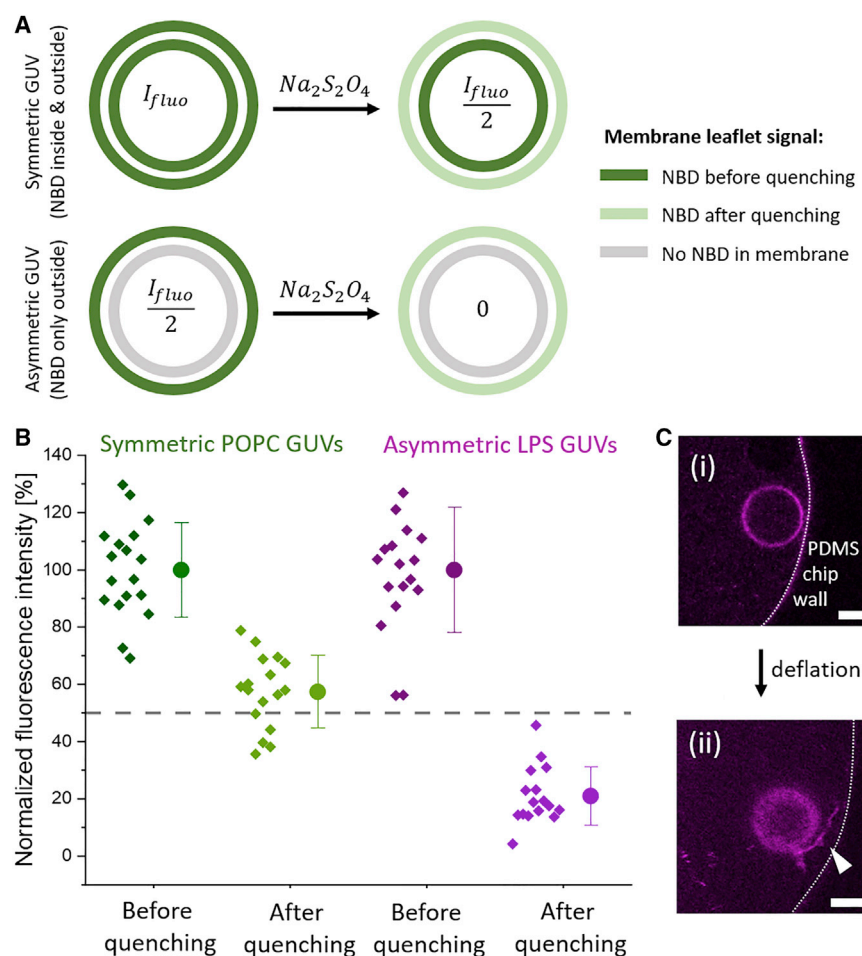 A
Symmetric GUV
(NBD inside & outside)
I_fluo
Na₂S₂O₄
I_fluo
2
Membrane leaflet signal:
NBD before quenching
NBD after quenching
No NBD in membrane
Asymmetric GUV
(NBD only outside)
I_fluo
2
Na₂S₂O₄
0
B
Symmetric POPC GUVs
Asymmetric LPS GUVs
Normalized fluorescence intensity [%]
140
120
100
80
60
40
20
0
Before
quenching
After
quenching
Before
quenching
After
quenching
C
(i)
PDMS
chip
wall
deflation
(ii)